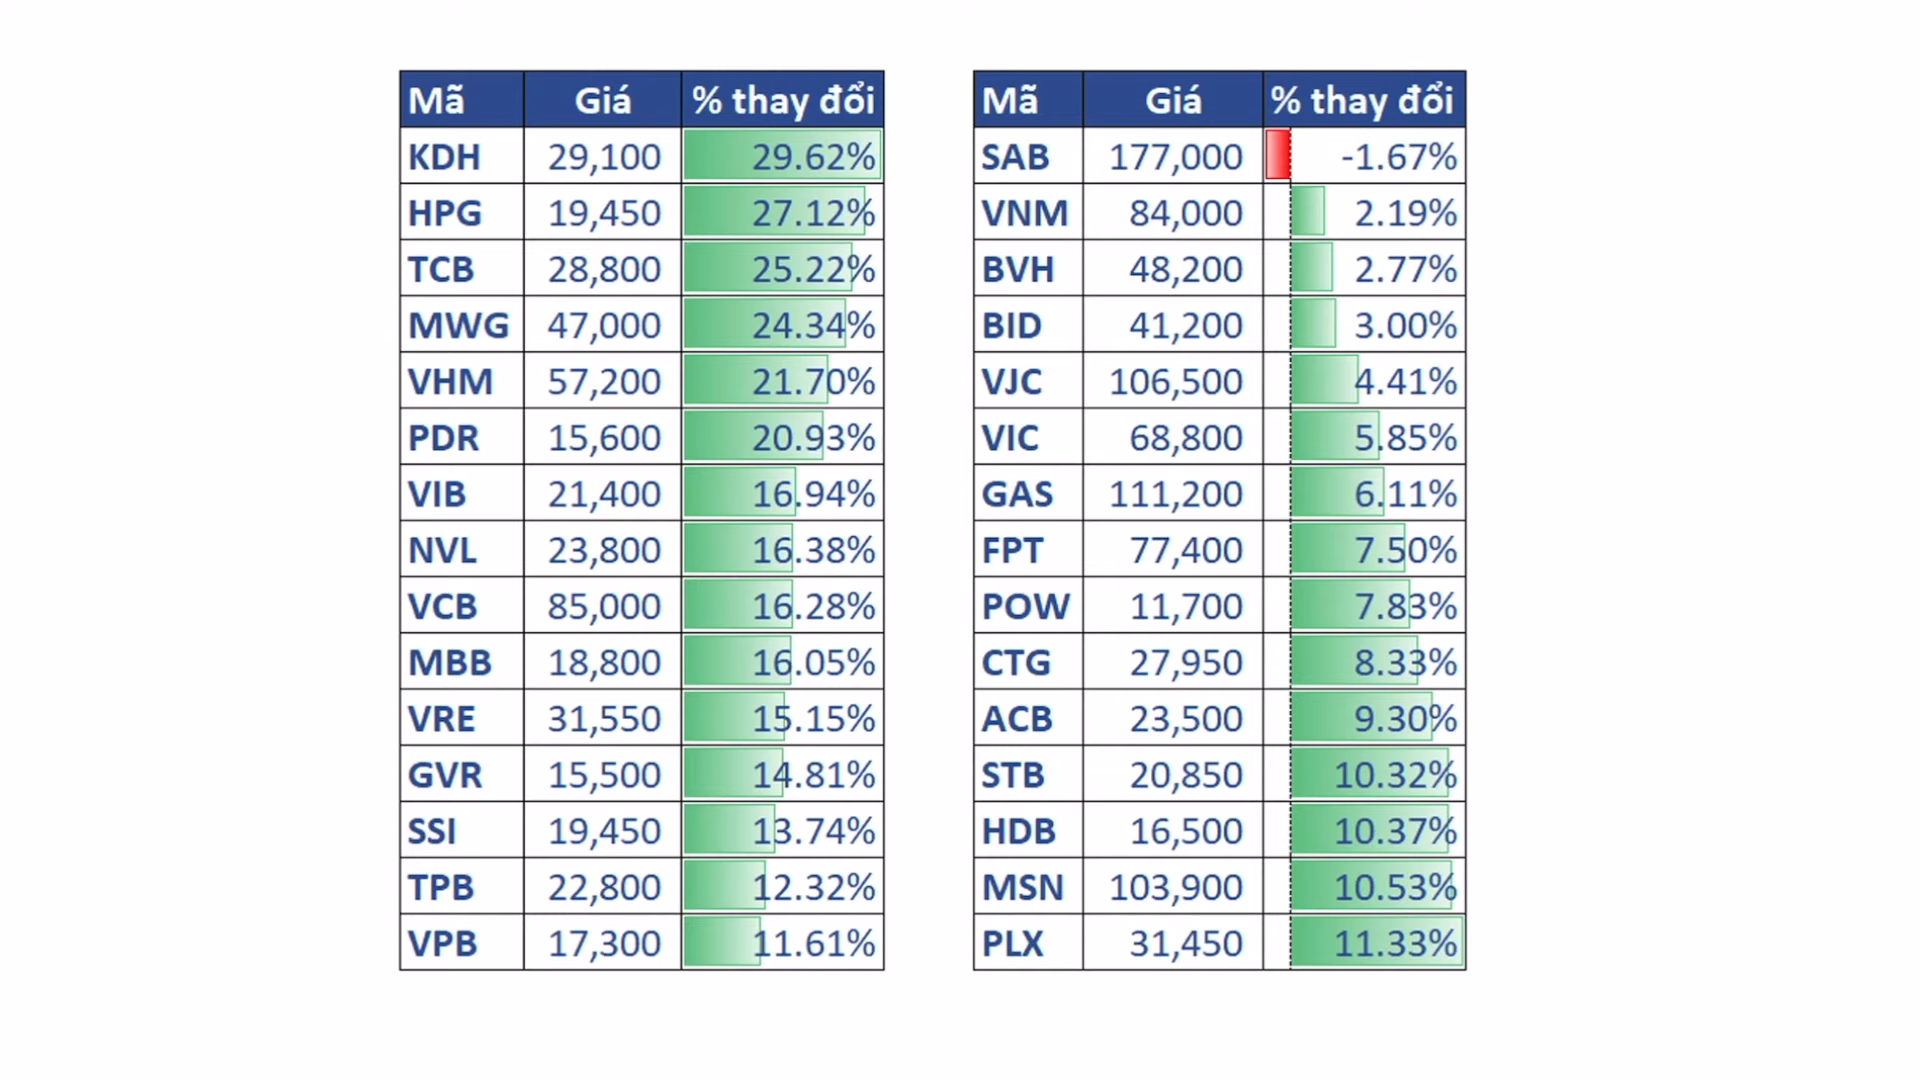 Mã Giá % thay đổi
KDH 29,100 29.62%
HPG 19,450 27.12%
TCB 28,800 25.22%
MWG 47,000 24.34%
VHM 57,200 21.70%
PDR 15,600 20.93%
VIB 21,400 16.94%
NVL 23,800 16.38%
VCB 85,000 16.28%
MBB 18,800 16.05%
VRE 31,550 15.15%
GVR 15,500 14.81%
SSI 19,450 13.74%
TPB 22,800 12.32%
VPB 17,300 11.61%
Mã Giá % thay đổi
SAB 177,000 -1.67%
VNM 84,000 2.19%
BVH 48,200 2.77%
BID 41,200 3.00%
VJC 106,500 4.41%
VIC 68,800 5.85%
GAS 111,200 6.11%
FPT 77,400 7.50%
POW 11,700 7.83%
CTG 27,950 8.33%
ACB 23,500 9.30%
STB 20,850 10.32%
HDB 16,500 10.37%
MSN 103,900 10.53%
PLX 31,450 11.33%